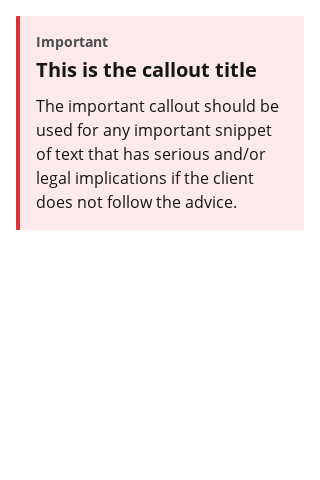 Important
This is the callout title
The important callout should be
used for any important snippet
of text that has serious and/or
legal implications if the client
does not follow the advice.